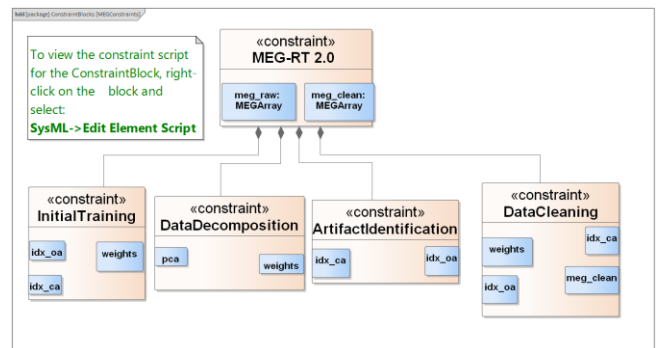 bdd [package] ConstraintBlocks [MEGConstraints]
To view the constraint script
for the ConstraintBlock, right-
click on the block and
select:
SysML->Edit Element Script
«constraint»
MEG-RT 2.0
meg_raw:
MEGArray
meg_clean:
MEGArray
«constraint»
InitialTraining
idx_oa
weights
idx_ca
«constraint»
DataDecomposition
pca
weights
«constraint»
ArtifactIdentification
idx_ca
idx_oa
«constraint»
DataCleaning
idx_ca
weights
meg_clean
idx_oa